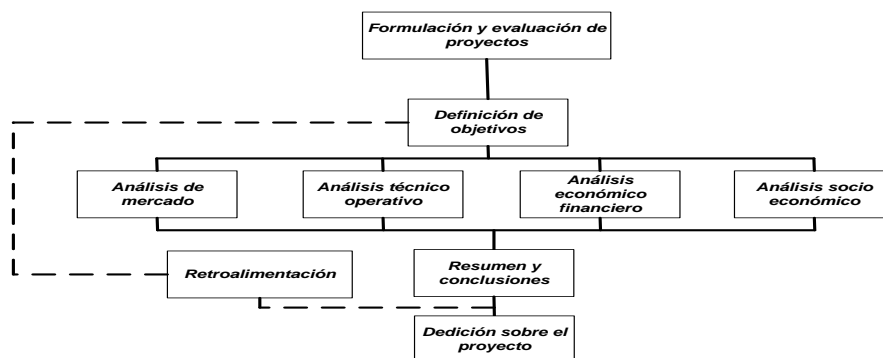 Formulación y evaluación de
proyectos
Definición de
objetivos
Análisis de
mercado
Análisis técnico
operativo
Análisis
económico
financiero
Análisis socio
económico
Retroalimentación
Resumen y
conclusiones
Dedición sobre el
proyecto